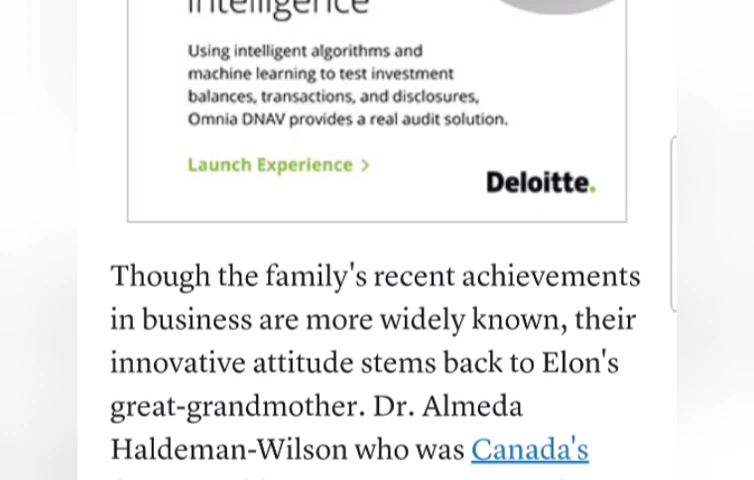 intelligence
Using intelligent algorithms and
machine learning to test investment
balances, transactions, and disclosures,
Omnia DNAV provides a real audit solution.
Launch Experience >
Deloitte.
Though the family's recent achievements
in business are more widely known, their
innovative attitude stems back to Elon's
great-grandmother. Dr. Almeda
Haldeman-Wilson who was Canada's